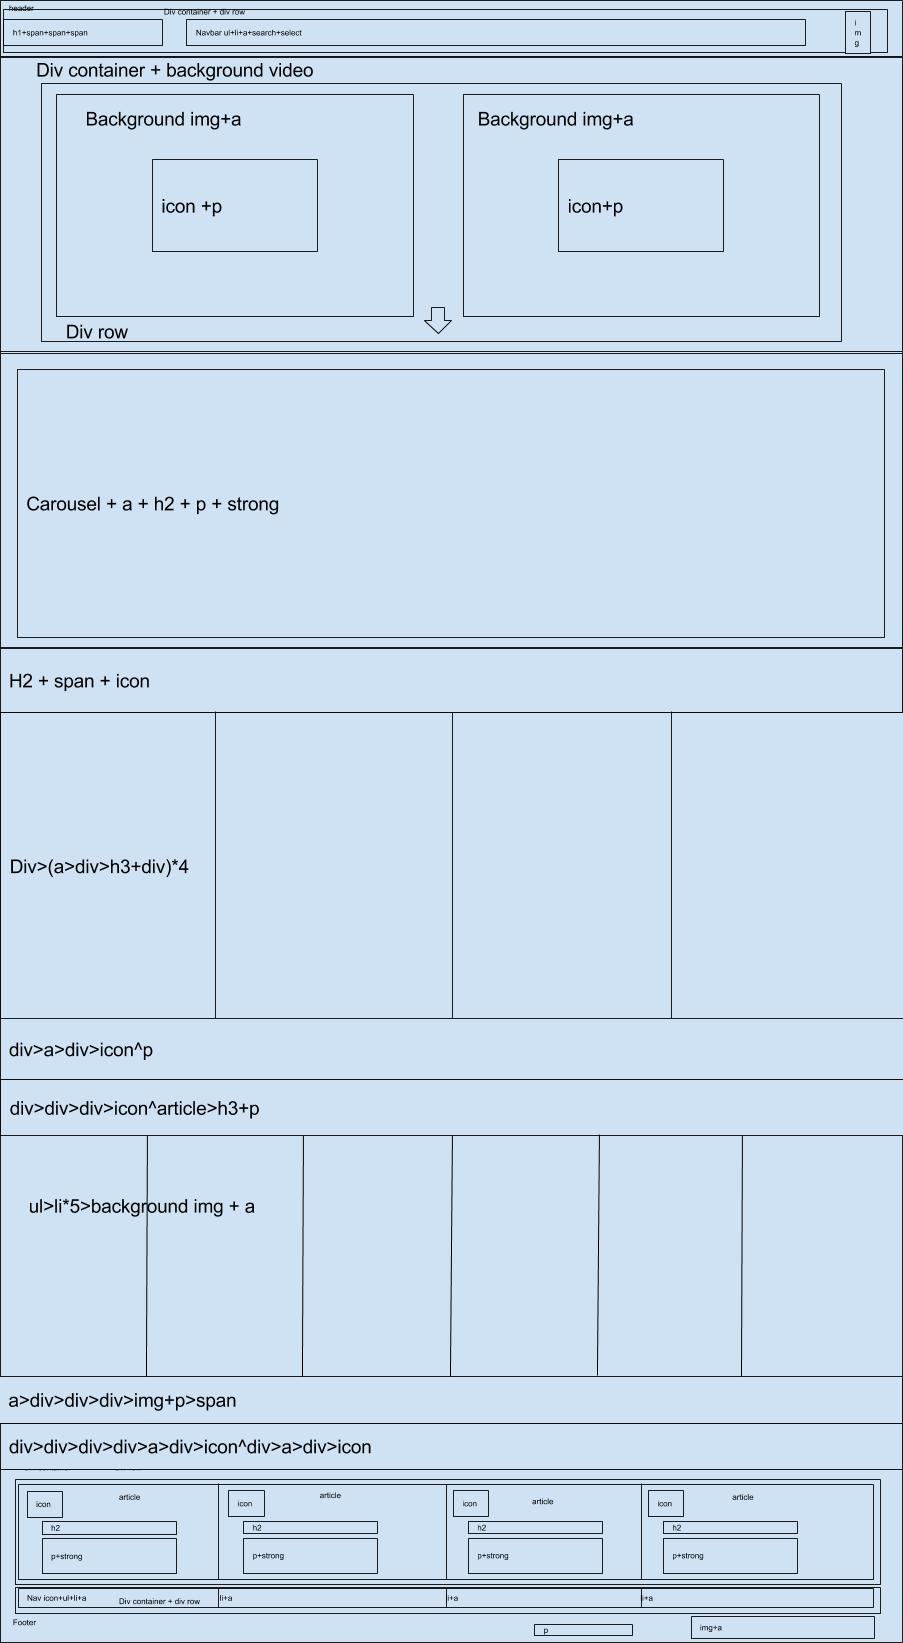 header
Div container + div row
h1+span+span+span
Navbar ul+li+a+search+select
i
m
g
Div container + background video
Background img+a
Background img+a
icon +p
icon+p
Div row
Carousel + a + h2 + p + strong
H2 + span + icon
Div>(a>div>h3+div)*4
div>a>div>icon^p
div>div>div>icon^article>h3+p
ul>li*5>background img + a
a>div>div>div>img+p>span
div>div>div>div>a>div>icon^div>a>div>icon
icon
article
icon
article
icon
article
icon
article
h2
h2
h2
h2
p+strong
p+strong
p+strong
p+strong
Nav icon+ul+li+a
Div container + div row
li+a
li+a
li+a
Footer
p
img+a